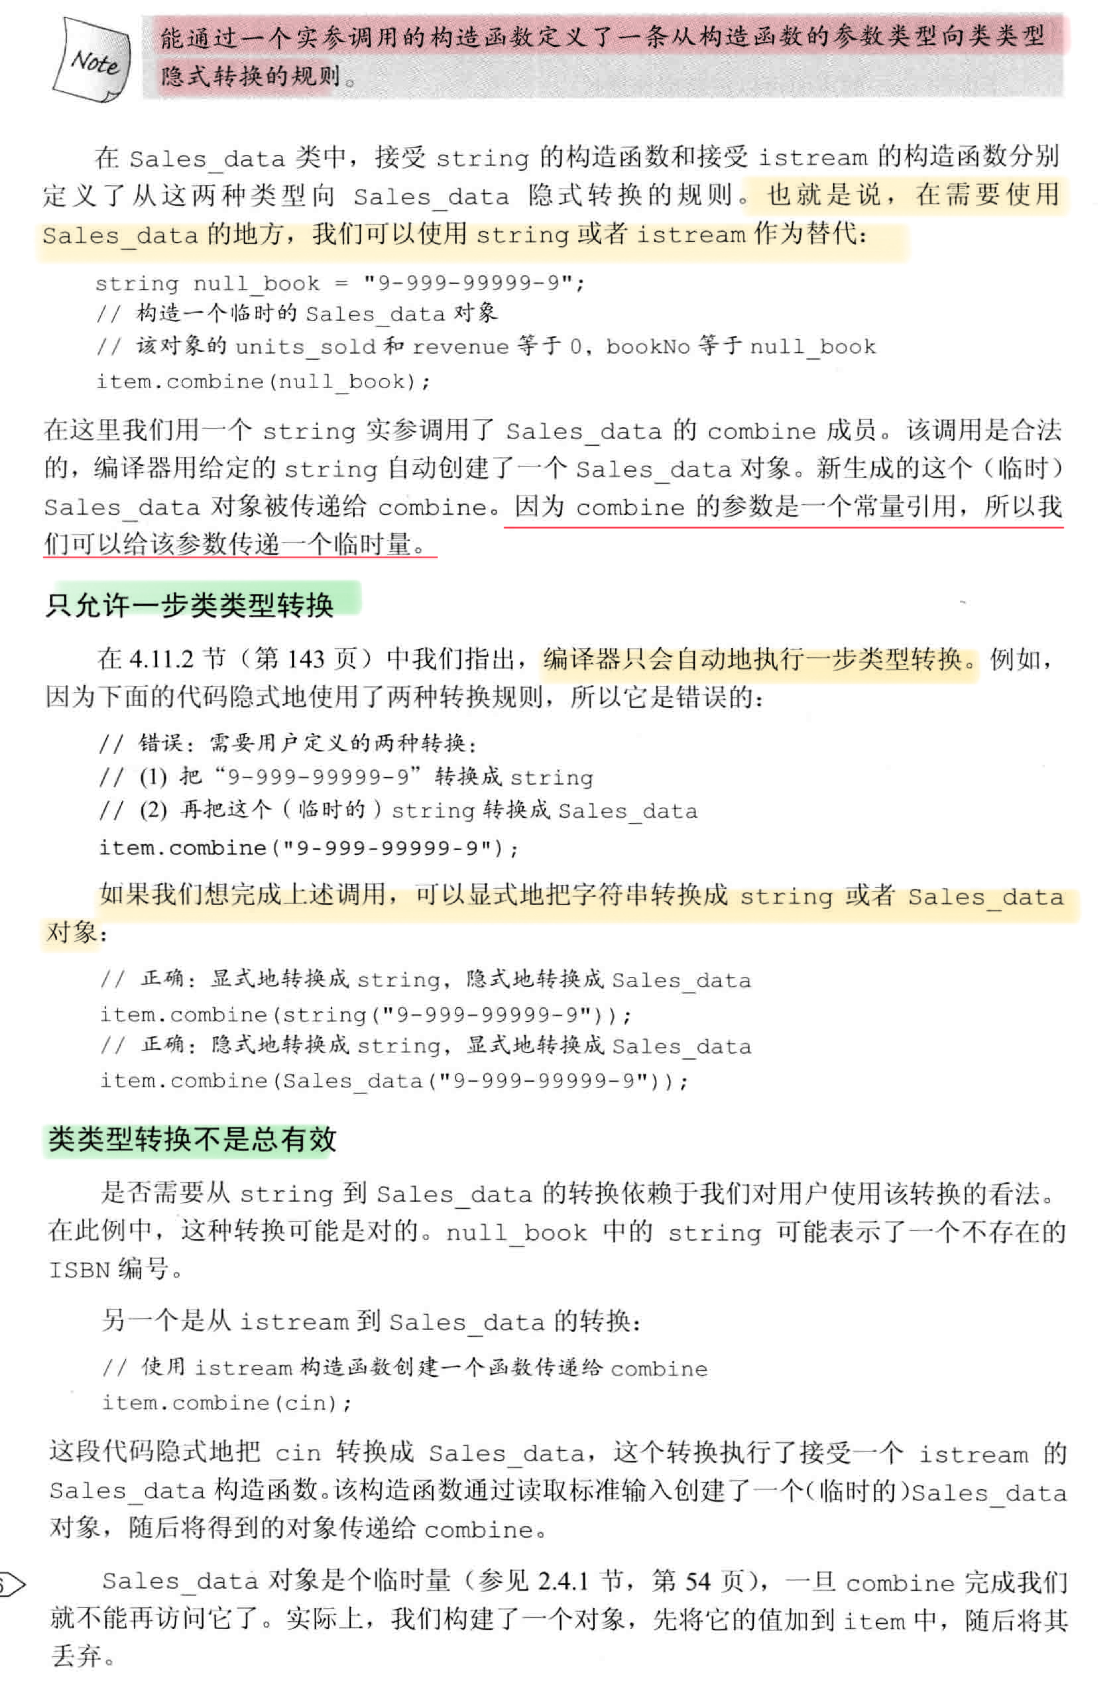 Note
能通过一个实参调用的构造函数定义了一条从构造函数的参数类型向类类型
隐式转换的规则。
在 Sales_data 类中，接受 string 的构造函数和接受 istream 的构造函数分别
定义了从这两种类型向 Sales_data 隐式转换的规则。也就是说，在需要使用
Sales_data 的地方，我们可以使用 string 或者 istream 作为替代：
string null_book = "9-999-99999-9";
// 构造一个临时的 Sales_data 对象
// 该对象的 units_sold 和 revenue 等于 0，bookNo 等于 null_book
item.combine(null_book);
在这里我们用一个 string 实参调用了 Sales_data 的 combine 成员。该调用是合法
的，编译器用给定的 string 自动创建了一个 Sales_data 对象。新生成的这个（临时）
Sales_data 对象被传递给 combine。因为 combine 的参数是一个常量引用，所以我
们可以给该参数传递一个临时量。
只允许一步类类型转换
在 4.11.2 节（第 143 页）中我们指出，编译器只会自动地执行一步类型转换。例如，
因为下面的代码隐式地使用了两种转换规则，所以它是错误的：
// 错误：需要用户定义的两种转换：
// (1) 把“9-999-99999-9”转换成 string
// (2) 再把这个（临时的）string 转换成 Sales_data
item.combine("9-999-99999-9");
如果我们想完成上述调用，可以显式地把字符串转换成 string 或者 Sales_data
对象：
// 正确：显式地转换成 string，隐式地转换成 Sales_data
item.combine(string("9-999-99999-9"));
// 正确：隐式地转换成 string，显式地转换成 Sales_data
item.combine(Sales_data("9-999-99999-9"));
类类型转换不是总有效
是否需要从 string 到 Sales_data 的转换依赖于我们对用户使用该转换的看法。
在此例中，这种转换可能是对的。null_book 中的 string 可能表示了一个不存在的
ISBN 编号。
另一个是从 istream 到 Sales_data 的转换：
// 使用 istream 构造函数创建一个函数传递给 combine
item.combine(cin);
这段代码隐式地把 cin 转换成 Sales_data，这个转换执行了接受一个 istream 的
Sales_data 构造函数。该构造函数通过读取标准输入创建了一个（临时的）Sales_data
对象，随后将得到的对象传递给 combine。
Sales_data 对象是个临时量（参见 2.4.1 节，第 54 页），一旦 combine 完成我们
就不能再访问它了。实际上，我们构建了一个对象，先将它的值加到 item 中，随后将其
丢弃。